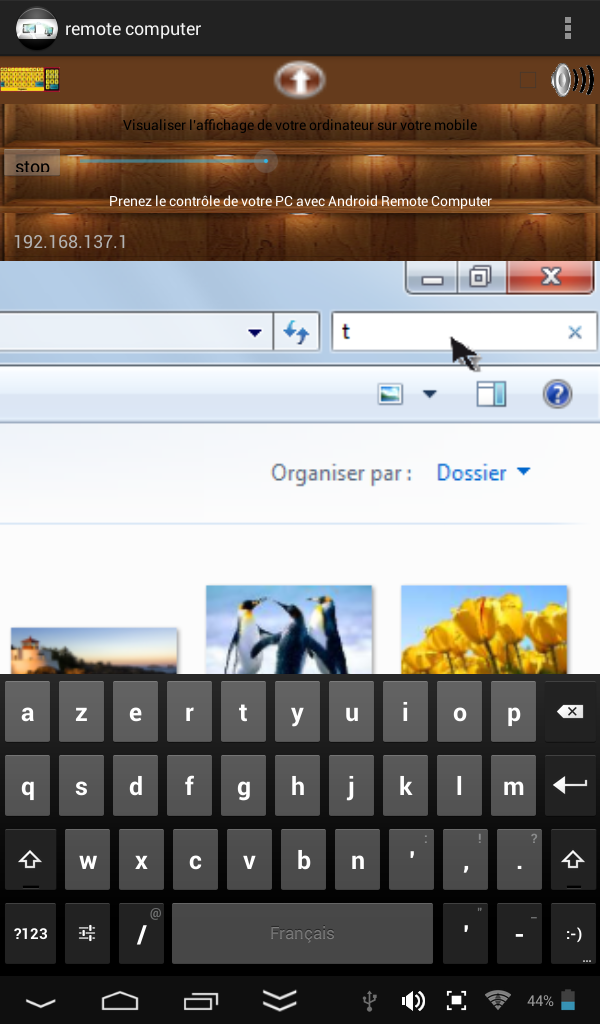 remote computer
Visualiser l'affichage de votre ordinateur sur votre mobile
stop
Prenez le contrôle de votre PC avec Android Remote Computer
192.168.137.1
t
Organiser par : Dossier
a z e r t y u i o p
q s d f g h j k l m
w x c v b n ' : , ! . ?
?123 / @ Français ' " - _ :-) ...
44%